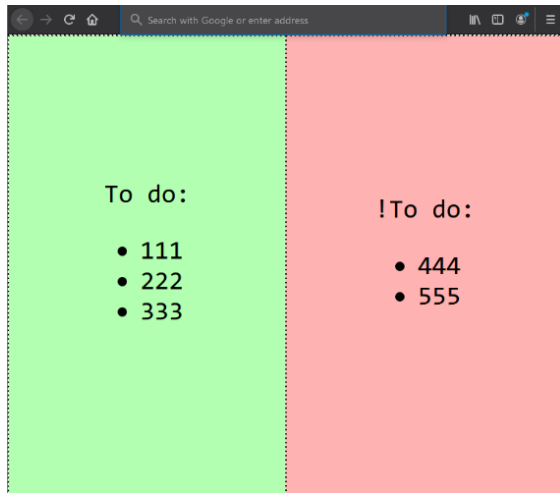 Search with Google or enter address
To do:
• 111
• 222
• 333
!To do:
• 444
• 555